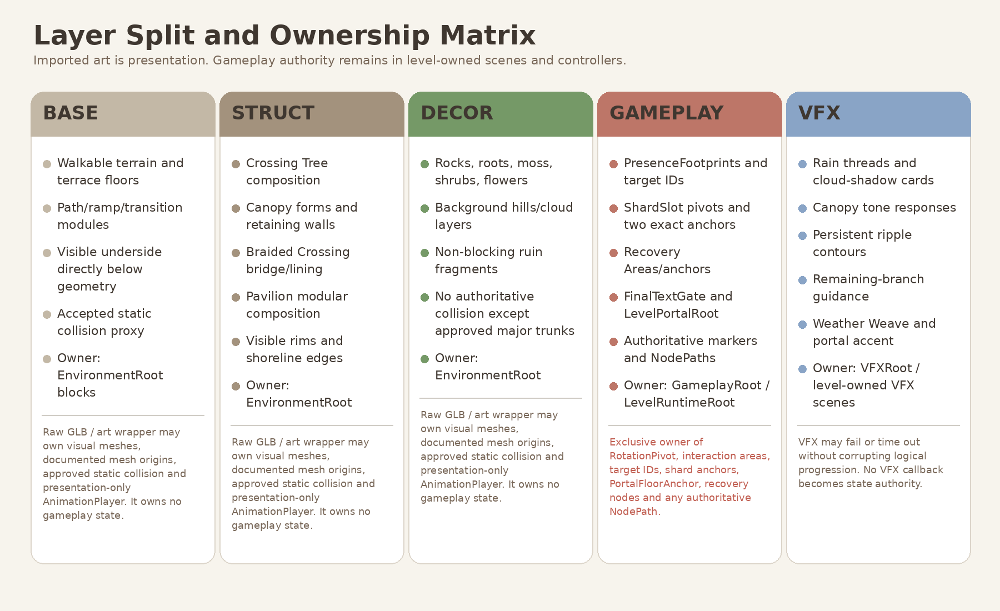 Layer Split and Ownership Matrix
Imported art is presentation. Gameplay authority remains in level-owned scenes and controllers.
BASE
Walkable terrain and
terrace floors
Path/ramp/transition
modules
Visible underside
directly below
geometry
Accepted static
collision proxy
Owner:
EnvironmentRoot
blocks
Raw GLB / art wrapper may
own visual meshes,
documented mesh origins,
approved static collision and
presentation-only
AnimationPlayer. It owns no
gameplay state.
STRUCT
Crossing Tree
composition
Canopy forms and
retaining walls
Braided Crossing
bridge/lining
Pavilion modular
composition
Visible rims and
shoreline edges
Owner:
EnvironmentRoot
Raw GLB / art wrapper may
own visual meshes,
documented mesh origins,
approved static collision and
presentation-only
AnimationPlayer. It owns no
gameplay state.
DECOR
Rocks, roots, moss,
shrubs, flowers
Background hills/cloud
layers
Non-blocking ruin
fragments
No authoritative
collision except
approved major trunks
Owner:
EnvironmentRoot
Raw GLB / art wrapper may
own visual meshes,
documented mesh origins,
approved static collision and
presentation-only
AnimationPlayer. It owns no
gameplay state.
GAMEPLAY
PresenceFootprints and
target IDs
ShardSlot pivots and
two exact anchors
Recovery
Areas/anchors
FinalTextGate and
LevelPortalRoot
Authoritative markers
and NodePaths
Owner: GameplayRoot /
LevelRuntimeRoot
Exclusive owner of
RotationPivot, interaction areas,
target IDs, shard anchors,
PortalFloorAnchor, recovery
nodes and any authoritative
NodePath.
VFX
Rain threads and
cloud-shadow cards
Canopy tone responses
Persistent ripple
contours
Remaining-branch
guidance
Weather Weave and
portal accent
Owner: VFXRoot /
level-owned VFX
scenes
VFX may fail or time out
without corrupting logical
progression. No VFX callback
becomes state authority.